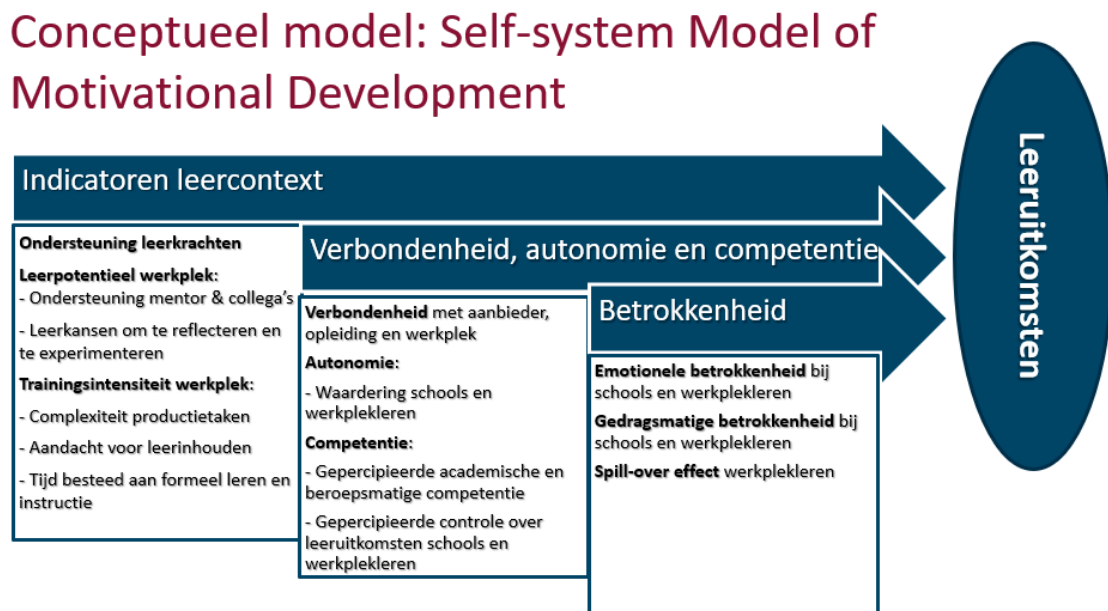 Conceptueel model: Self-system Model of
Motivational Development
Indicatoren leercontext
Ondersteuning leerkrachten
Leerpotentieel werkplek:
- Ondersteuning mentor & collega's
- Leerkansen om te reflecteren en
te experimenteren
Trainingsintensiteit werkplek:
- Complexiteit productietaken
- Aandacht voor leerinhouden
- Tijd besteed aan formeel leren en
instructie
Verbondenheid, autonomie en competentie
Verbondenheid met aanbieder,
opleiding en werkplek
Autonomie:
- Waardering schools en
werkplekleren
Competentie:
- Gepercipieerde academische en
beroepsmatige competentie
- Gepercipieerde controle over
leeruitkomsten schools en
werkplekleren
Betrokkenheid
Emotionele betrokkenheid bij
schools en werkplekleren
Gedragsmatige betrokkenheid bij
schools en werkplekleren
Spill-over effect werkplekleren
Leeruitkomsten